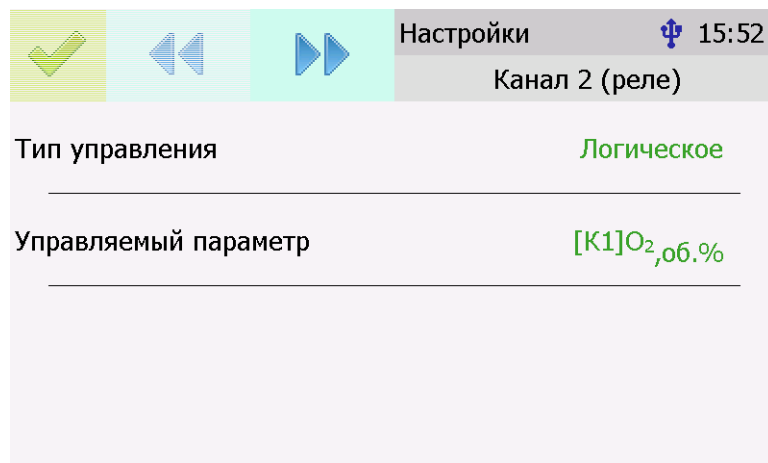 Настройки 15:52
Канал 2 (реле)
Тип управления Логическое
Управляемый параметр [К1]O₂,об.%